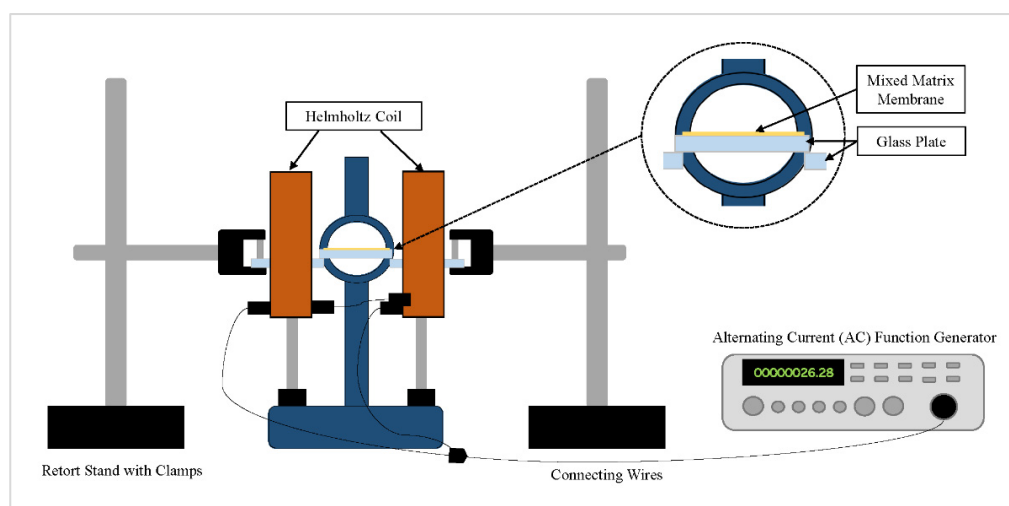 Helmholtz Coil
Mixed Matrix
Membrane
Glass Plate
Alternating Current (AC) Function Generator
00000026.28
Retort Stand with Clamps
Connecting Wires